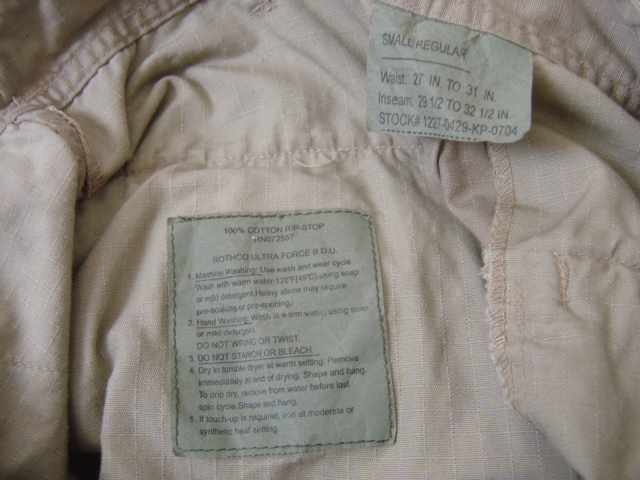 SMALL REGULAR
Waist: 27 IN. TO 31 IN.
Inseam: 29 1/2 TO 32 1/2 IN.
STOCK# 1227-0429-KP-0704
100% COTTON RIP-STOP
RN072557
ROTHCO ULTRA FORCE B.D.U.
1. Machine Washing: Use wash and wear cycle.
Wash with warm water 120°F(49°C),using soap
or mild detergent.Heavy stains may require
pre-soaking or pre-spotting.
2. Hand Washing: Wash in warm water, using soap
or mild detergent.
DO NOT WRING OR TWIST.
3. DO NOT STARCH OR BLEACH.
4. Dry in tumble dryer at warm setting. Remove
immediately at end of drying. Shape and hang.
To drip dry, remove from water before last
spin cycle.Shape and hang.
5. If touch-up is required, iron at moderate or
synthetic heat setting.